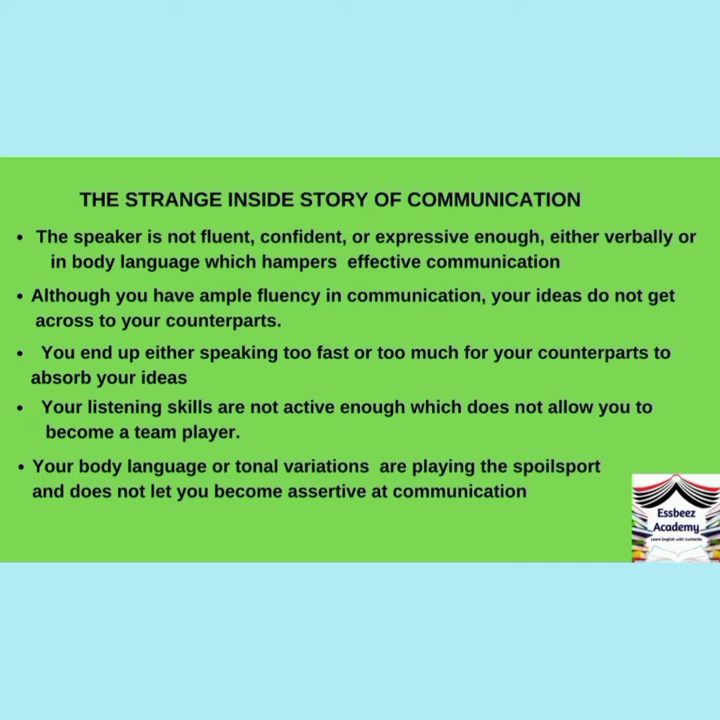 THE STRANGE INSIDE STORY OF COMMUNICATION
• The speaker is not fluent, confident, or expressive enough, either verbally or
in body language which hampers effective communication
• Although you have ample fluency in communication, your ideas do not get
across to your counterparts.
• You end up either speaking too fast or too much for your counterparts to
absorb your ideas
• Your listening skills are not active enough which does not allow you to
become a team player.
• Your body language or tonal variations are playing the spoilsport
and does not let you become assertive at communication
Essbeez
Academy
Learn English with Sucharita